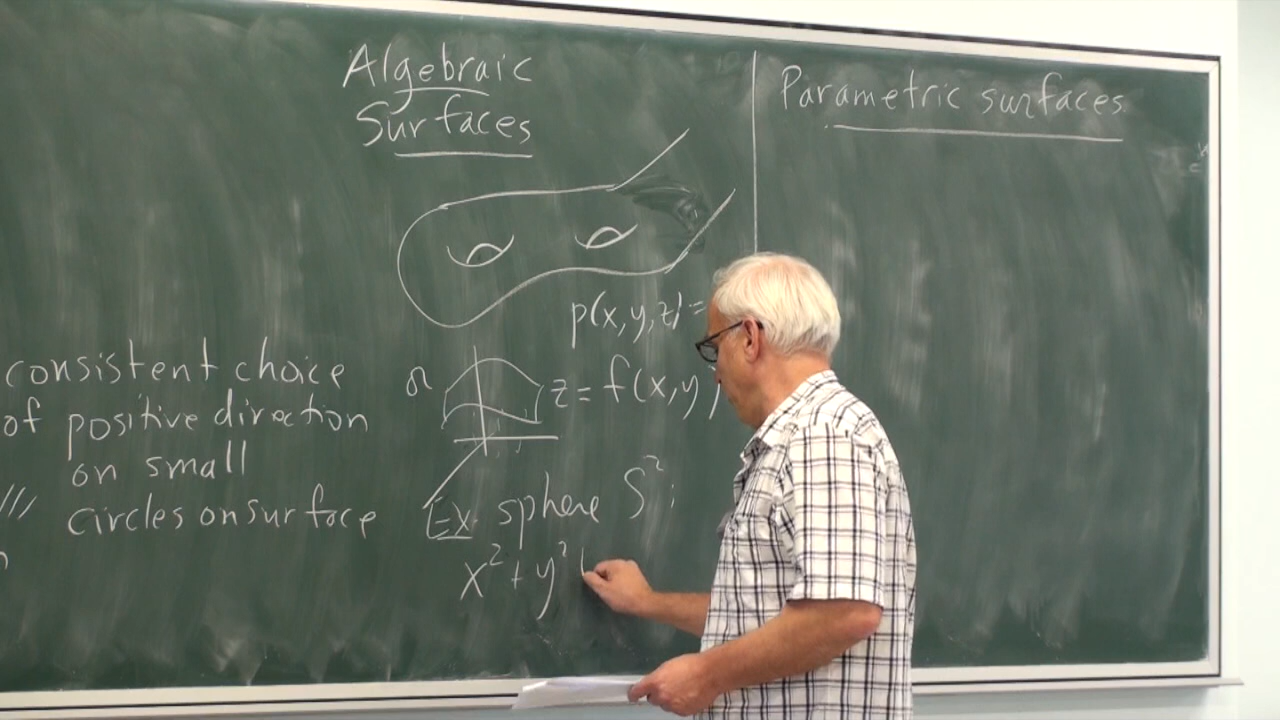 consistent choice
of positive direction
on small
circles on surface
Algebraic
Surfaces
p(x,y,z) =
or z = f(x,y)
Ex. sphere S²:
x² + y²
Parametric surfaces